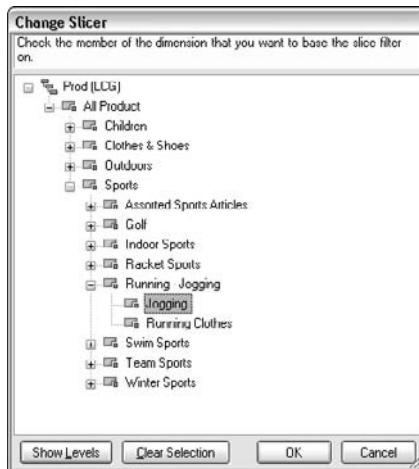 Change Slicer
Check the member of the dimension that you want to base the slice filter
on.
Prod (LCG)
All Product
Children
Clothes & Shoes
Outdoors
Sports
Assorted Sports Articles
Golf
Indoor Sports
Racket Sports
Running - Jogging
Jogging
Running Clothes
Swim Sports
Team Sports
Winter Sports
Show Levels
Clear Selection
OK
Cancel